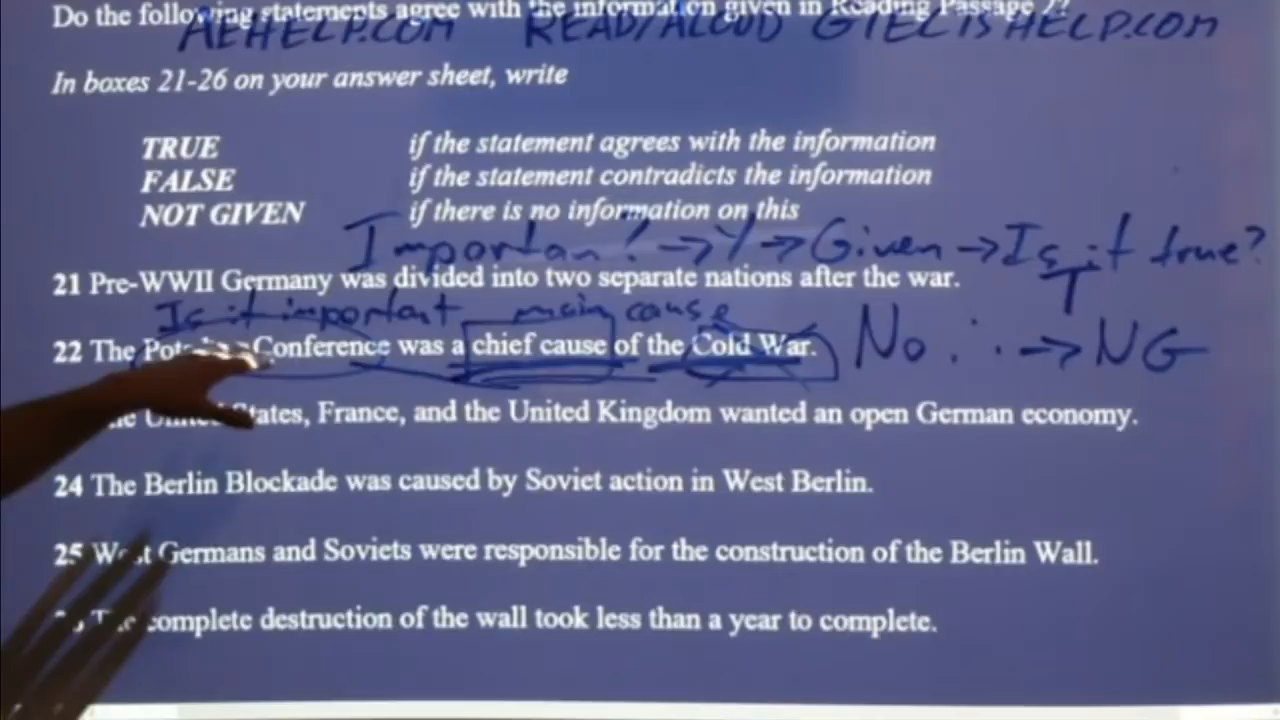 Do the following statements agree with the information given in Reading Passage 2?
AEHELP.COM READ/ALOUD GIELTSHELP.COM
In boxes 21-26 on your answer sheet, write
TRUE if the statement agrees with the information
FALSE if the statement contradicts the information
NOT GIVEN if there is no information on this
Importan? → Y → Given → Is it true?
T
21 Pre-WWII Germany was divided into two separate nations after the war.
Is it important main cause
22 The Conference was a chief cause of the Cold War. No ∴ → NG
States, France, and the United Kingdom wanted an open German economy.
24 The Berlin Blockade was caused by Soviet action in West Berlin.
25 West Germans and Soviets were responsible for the construction of the Berlin Wall.
complete destruction of the wall took less than a year to complete.